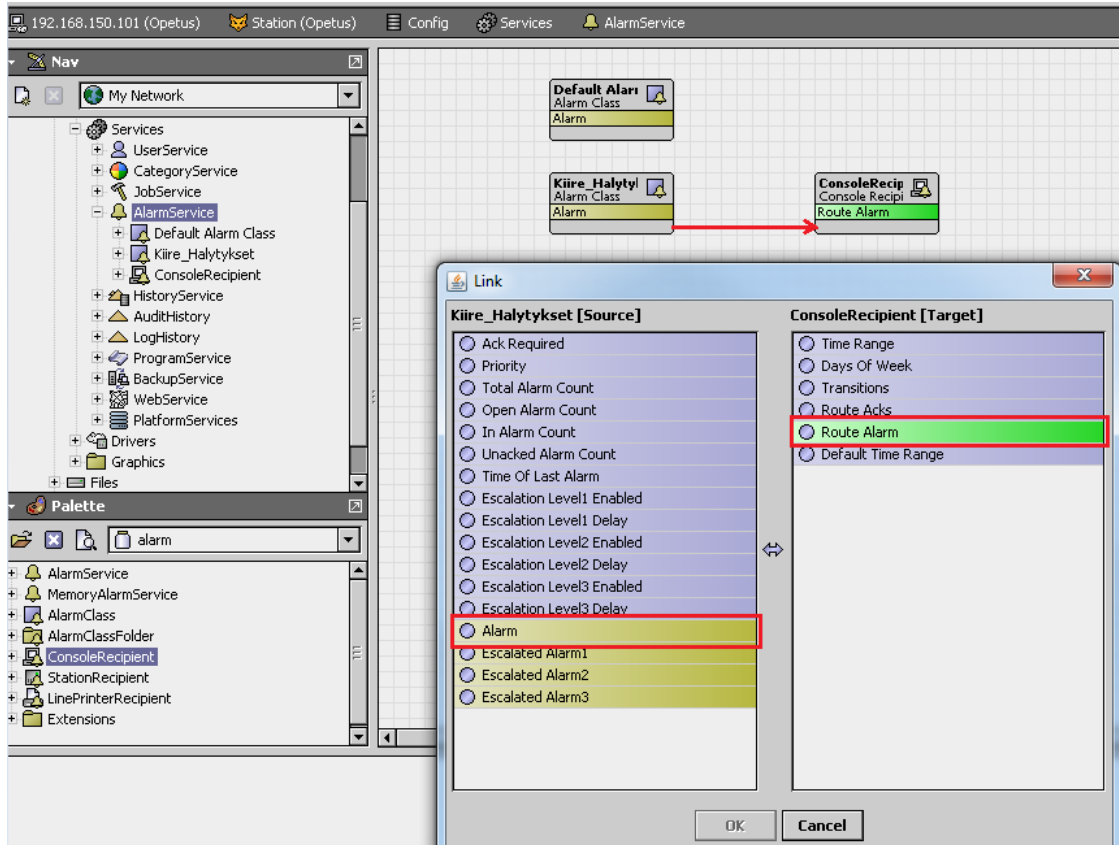 192.168.150.101 (Opetus) Station (Opetus) Config Services AlarmService
Nav
My Network
Services
UserService
CategoryService
JobService
AlarmService
Default Alarm Class
Kiire_Halytykset
ConsoleRecipient
HistoryService
AuditHistory
LogHistory
ProgramService
BackupService
WebService
PlatformServices
Drivers
Graphics
Files
Palette
alarm
AlarmService
MemoryAlarmService
AlarmClass
AlarmClassFolder
ConsoleRecipient
StationRecipient
LinePrinterRecipient
Extensions
Default Aları
Alarm Class
Alarm
Kiire_Halytyl
Alarm Class
Alarm
ConsoleRecip
Console Recipi
Route Alarm
Link
Kiire_Halytykset [Source]
Ack Required
Priority
Total Alarm Count
Open Alarm Count
In Alarm Count
Unacked Alarm Count
Time Of Last Alarm
Escalation Level1 Enabled
Escalation Level1 Delay
Escalation Level2 Enabled
Escalation Level2 Delay
Escalation Level3 Enabled
Escalation Level3 Delay
Alarm
Escalated Alarm1
Escalated Alarm2
Escalated Alarm3
ConsoleRecipient [Target]
Time Range
Days Of Week
Transitions
Route Acks
Route Alarm
Default Time Range
OK Cancel